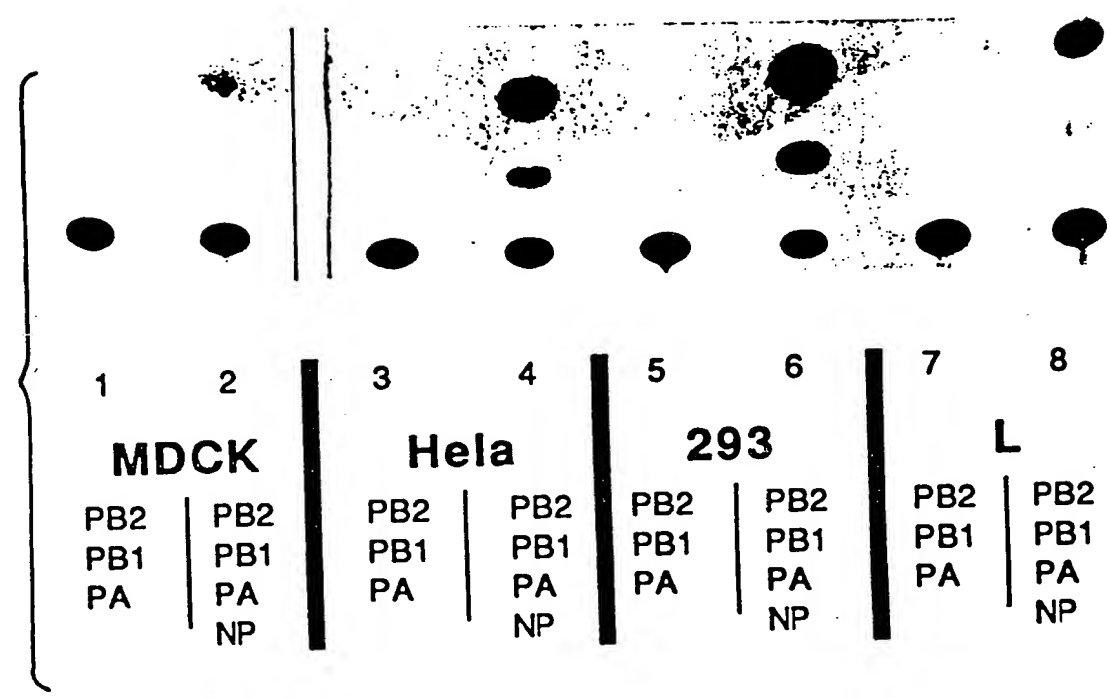 1 2 3 4 5 6 7 8
MDCK Hela 293 L
PB2 PB2 PB2 PB2 PB2 PB2 PB2 PB2
PB1 PB1 PB1 PB1 PB1 PB1 PB1 PB1
PA PA PA PA PA PA PA PA
NP NP NP NP